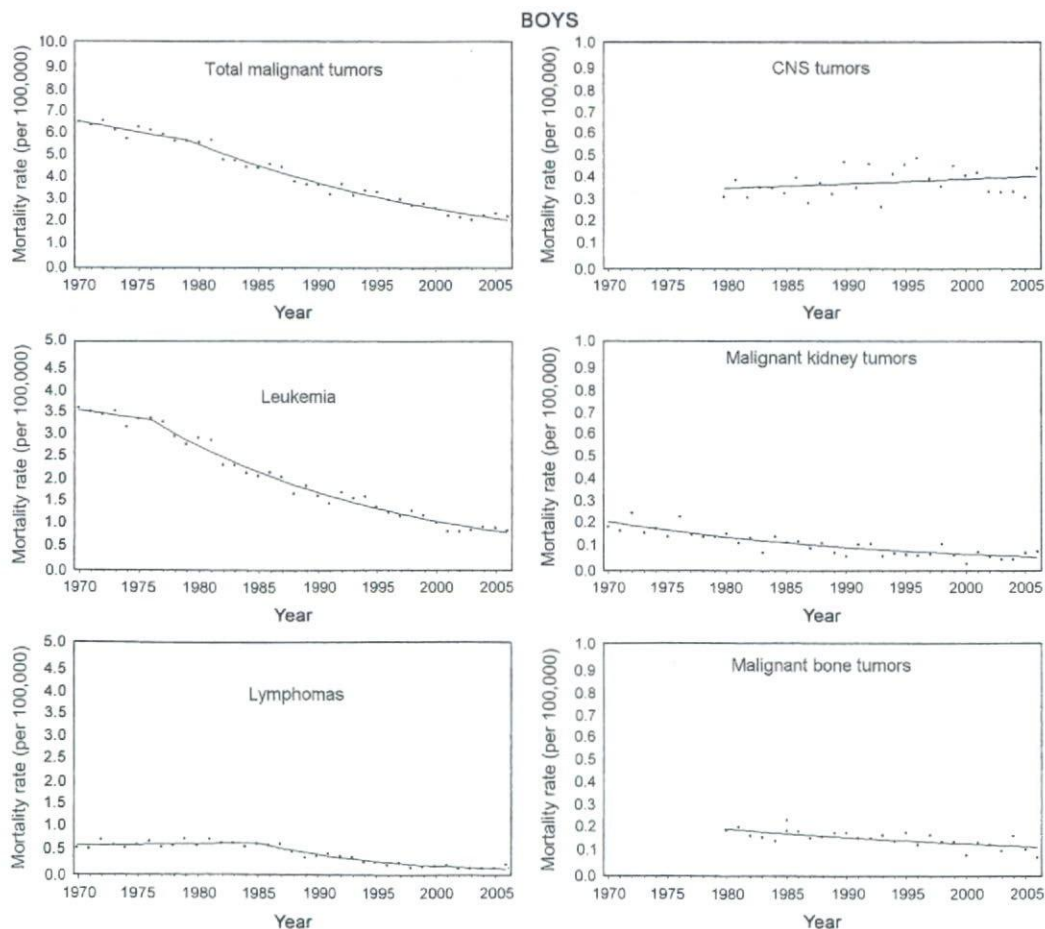 BOYS
Mortality rate (per 100,000)
10.0
9.0
8.0
7.0
6.0
5.0
4.0
3.0
2.0
1.0
0.0
Total malignant tumors
1970 1975 1980 1985 1990 1995 2000 2005
Year
Mortality rate (per 100,000)
1.0
0.9
0.8
0.7
0.6
0.5
0.4
0.3
0.2
0.1
0.0
CNS tumors
1970 1975 1980 1985 1990 1995 2000 2005
Year
Mortality rate (per 100,000)
5.0
4.5
4.0
3.5
3.0
2.5
2.0
1.5
1.0
0.5
0.0
Leukemia
1970 1975 1980 1985 1990 1995 2000 2005
Year
Mortality rate (per 100,000)
1.0
0.9
0.8
0.7
0.6
0.5
0.4
0.3
0.2
0.1
0.0
Malignant kidney tumors
1970 1975 1980 1985 1990 1995 2000 2005
Year
Mortality rate (per 100,000)
5.0
4.5
4.0
3.5
3.0
2.5
2.0
1.5
1.0
0.5
0.0
Lymphomas
1970 1975 1980 1985 1990 1995 2000 2005
Year
Mortality rate (per 100,000)
1.0
0.9
0.8
0.7
0.6
0.5
0.4
0.3
0.2
0.1
0.0
Malignant bone tumors
1970 1975 1980 1985 1990 1995 2000 2005
Year